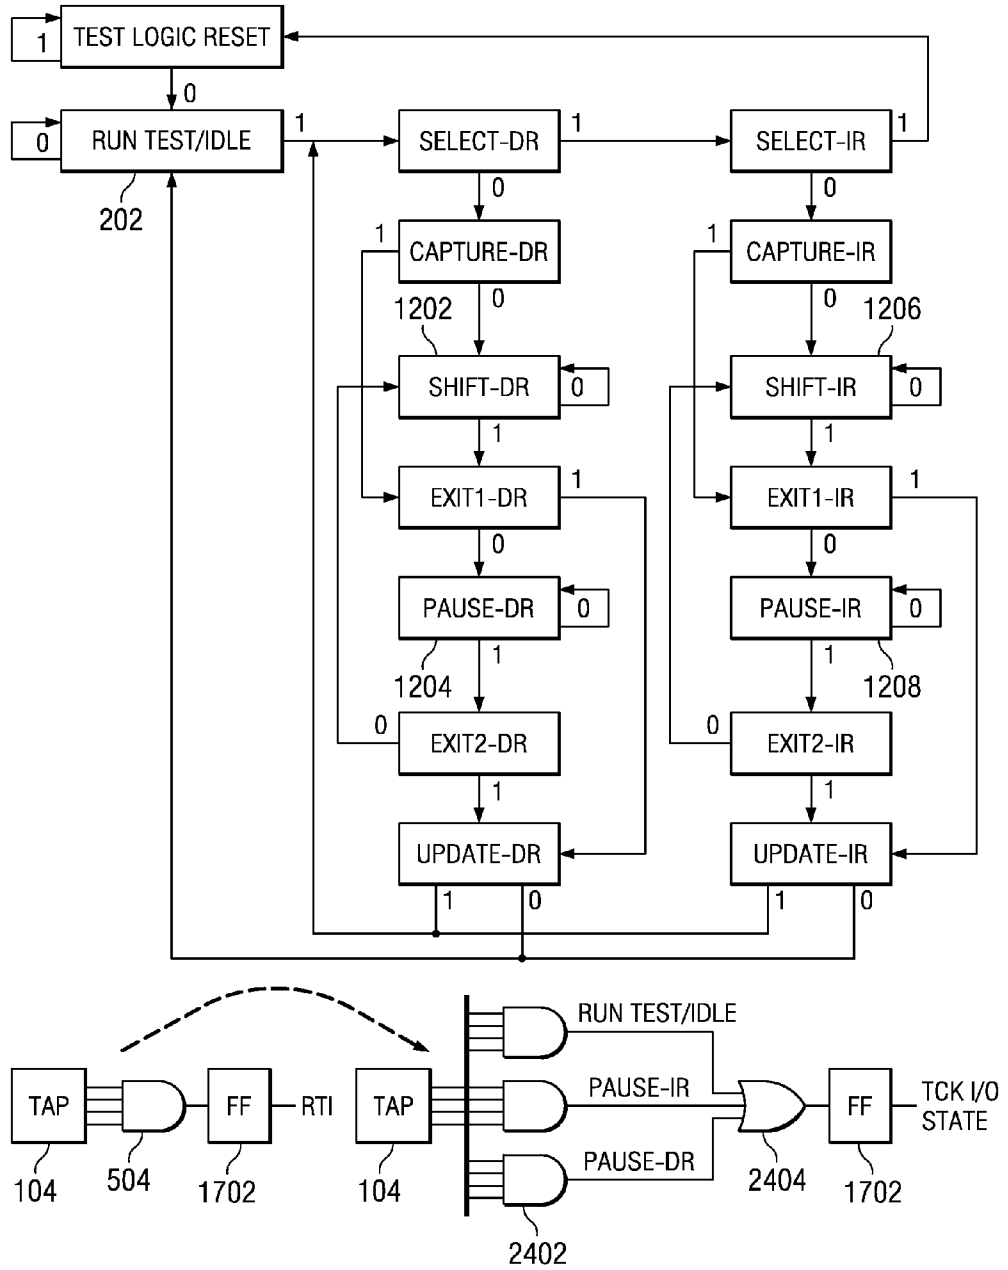 TEST LOGIC RESET
1
0
RUN TEST/IDLE
0
1
202
SELECT-DR
1
0
SELECT-IR
1
0
CAPTURE-DR
1
0
CAPTURE-IR
1
0
1202
SHIFT-DR
0
1
1206
SHIFT-IR
0
1
EXIT1-DR
1
0
EXIT1-IR
1
0
PAUSE-DR
0
1
1204
PAUSE-IR
0
1
1208
EXIT2-DR
0
1
EXIT2-IR
0
1
UPDATE-DR
1
0
UPDATE-IR
1
0
TAP
FF
RTI
104
504
1702
TAP
104
RUN TEST/IDLE
PAUSE-IR
PAUSE-DR
2402
2404
FF
1702
TCK I/O
STATE